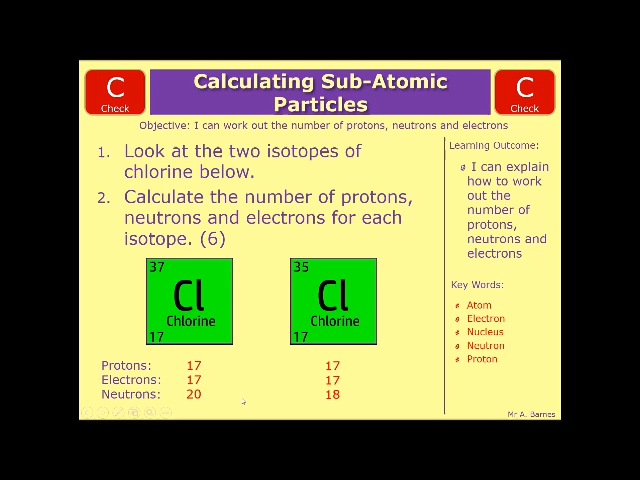 C
Check
Calculating Sub-Atomic
Particles
C
Check
Objective: I can work out the number of protons, neutrons and electrons
1. Look at the two isotopes of
chlorine below.
2. Calculate the number of protons,
neutrons and electrons for each
isotope. (6)
37
Cl
Chlorine
17
35
Cl
Chlorine
17
Protons: 17 17
Electrons: 17 17
Neutrons: 20 18
Learning Outcome:
I can explain
how to work
out the
number of
protons,
neutrons and
electrons
Key Words:
Atom
Electron
Nucleus
Neutron
Proton
Mr A. Barnes